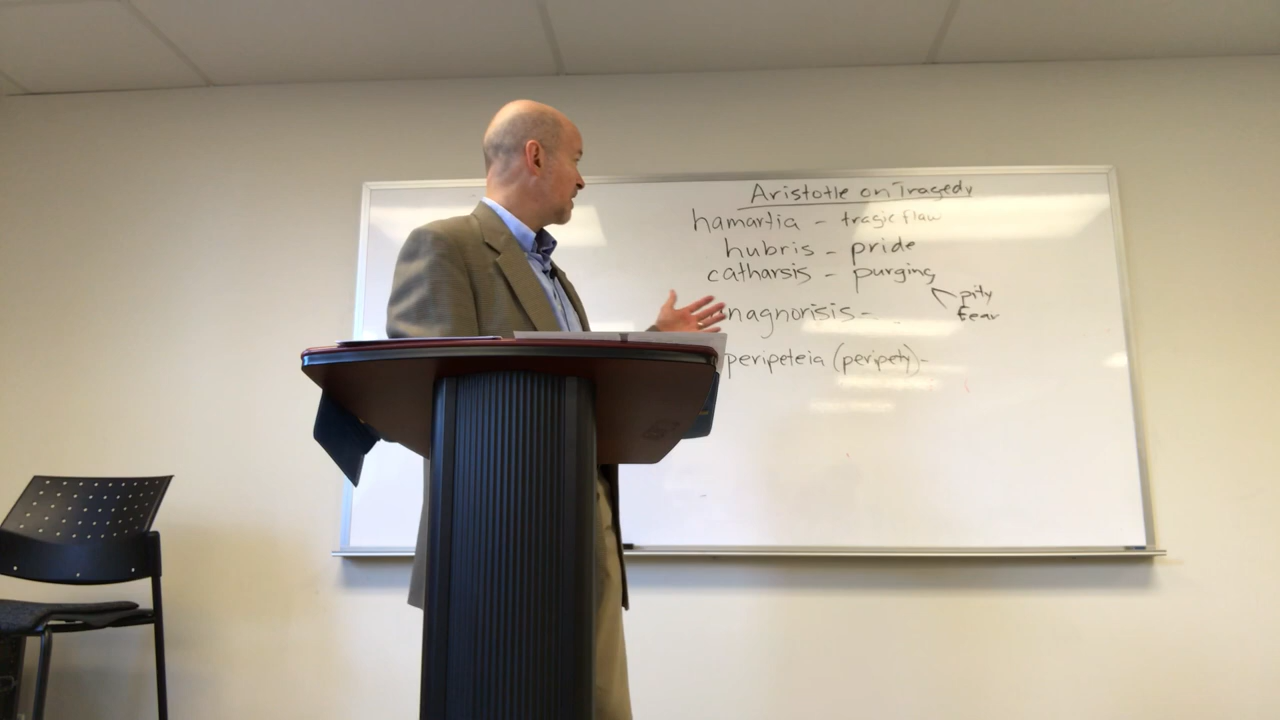 Aristotle on Tragedy
hamartia - tragic flaw
hubris - pride
catharsis - purging
pity
fear
nagnorisis -
peripeteia (peripety) -